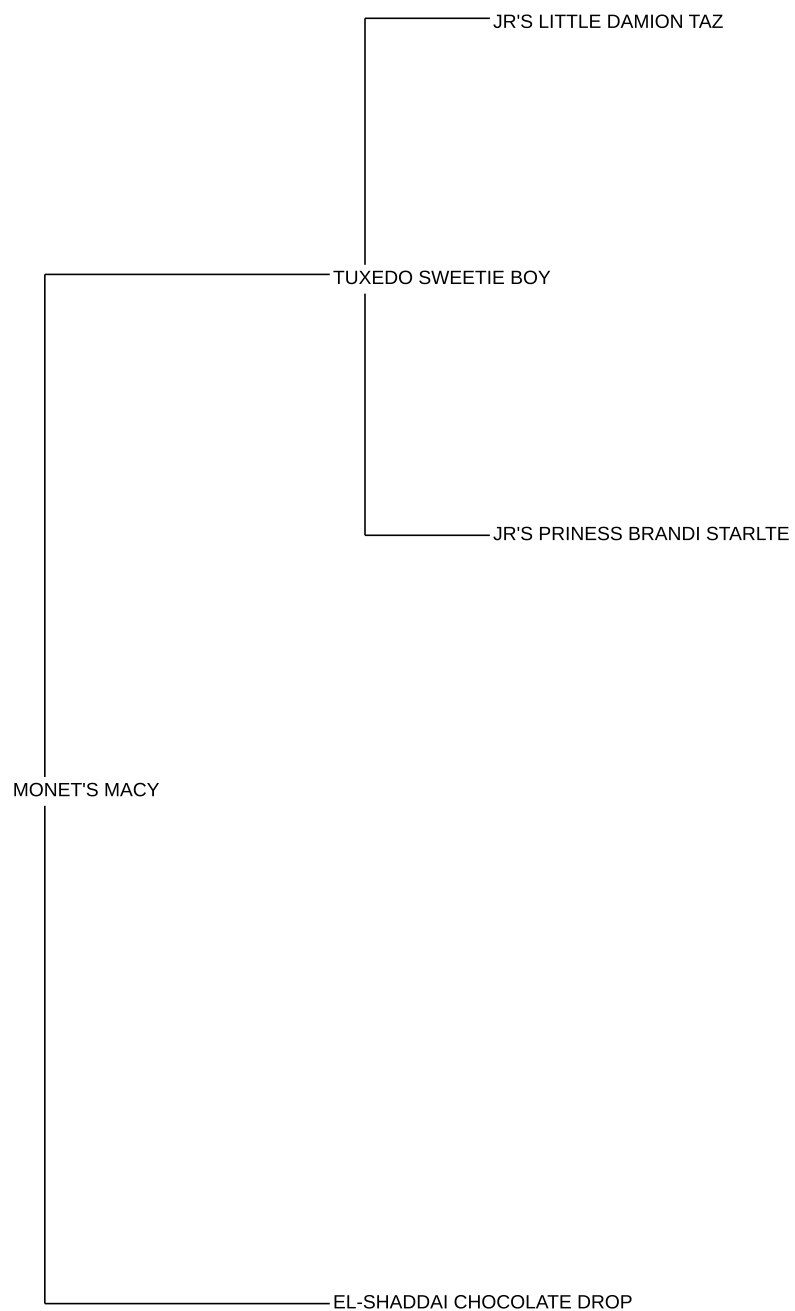 JR'S LITTLE DAMION TAZ
TUXEDO SWEETIE BOY
JR'S PRINESS BRANDI STARLTE
MONET'S MACY
EL-SHADDAI CHOCOLATE DROP